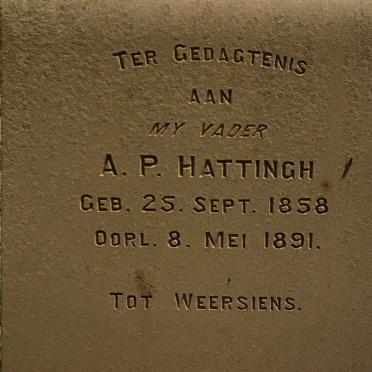 TER GEDAGTENIS
AAN
MY VADER
A. P. HATTINGH
GEB. 25. SEPT. 1858
OORL. 8. MEI 1891.
TOT WEERSIENS.